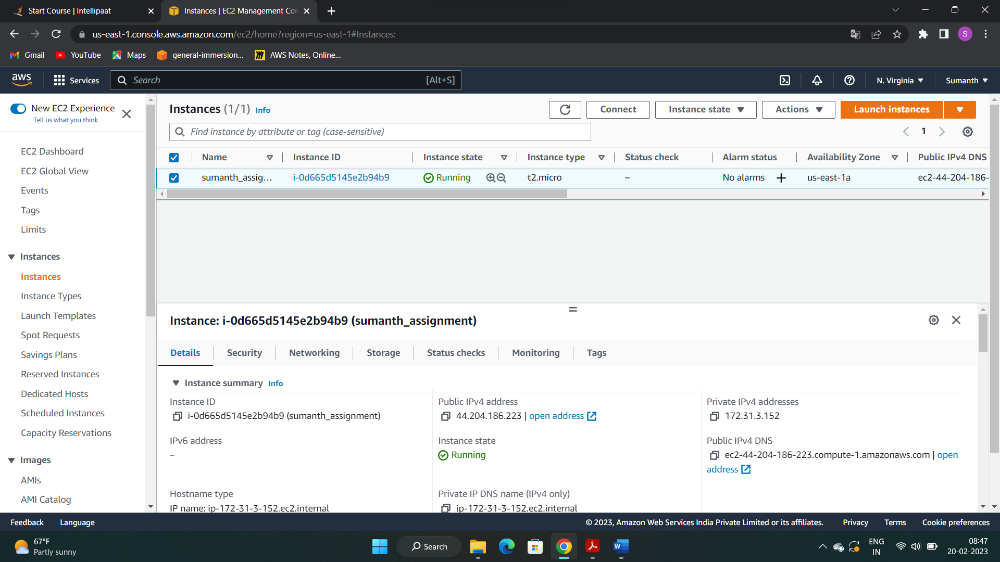 Start Course | Intellipaat
Instances | EC2 Management Con
us-east-1.console.aws.amazon.com/ec2/home?region=us-east-1#Instances:
S
Gmail
YouTube
Maps
general-immersion...
AWS Notes, Online...
aws
Services
Search
[Alt+S]
N. Virginia
Sumanth
New EC2 Experience
Tell us what you think
EC2 Dashboard
EC2 Global View
Events
Tags
Limits
Instances
Instances
Instance Types
Launch Templates
Spot Requests
Savings Plans
Reserved Instances
Dedicated Hosts
Scheduled Instances
Capacity Reservations
Images
AMIs
AMI Catalog
Instances (1/1) Info
Connect
Instance state
Actions
Launch instances
Find instance by attribute or tag (case-sensitive)
1
Name Instance ID Instance state Instance type Status check Alarm status Availability Zone Public IPv4 DNS
sumanth_assig... i-0d665d5145e2b94b9 Running t2.micro – No alarms + us-east-1a ec2-44-204-186-
Instance: i-0d665d5145e2b94b9 (sumanth_assignment)
Details Security Networking Storage Status checks Monitoring Tags
Instance summary Info
Instance ID
i-0d665d5145e2b94b9 (sumanth_assignment)
Public IPv4 address
44.204.186.223 | open address
Private IPv4 addresses
172.31.3.152
IPv6 address
–
Instance state
Running
Public IPv4 DNS
ec2-44-204-186-223.compute-1.amazonaws.com | open
address
Hostname type
IP name: ip-172-31-3-152.ec2.internal
Private IP DNS name (IPv4 only)
ip-172-31-3-152.ec2.internal
Feedback Language
© 2023, Amazon Web Services India Private Limited or its affiliates. Privacy Terms Cookie preferences
67°F
Partly sunny
Search
W
ENG
IN
08:47
20-02-2023